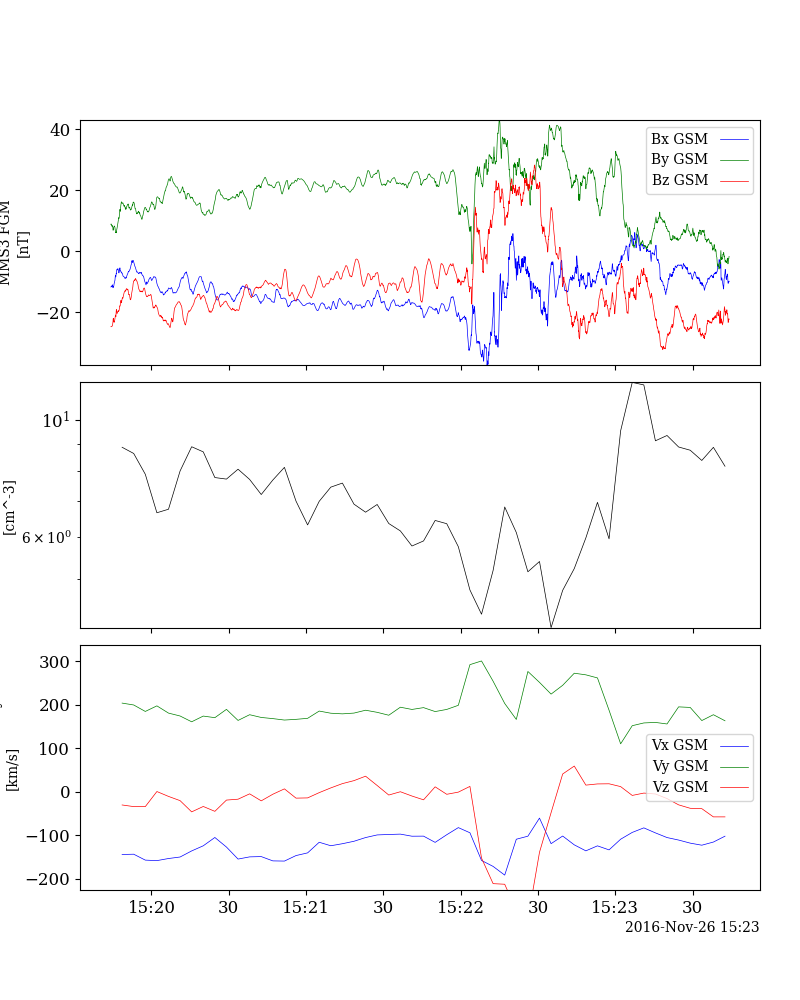 40
20
0
−20
MMS3 FGM
[nT]
Bx GSM
By GSM
Bz GSM
10¹
6 × 10⁰
[cm^-3]
300
200
100
0
−100
−200
[km/s]
Vx GSM
Vy GSM
Vz GSM
15:20 30 15:21 30 15:22 30 15:23 30
2016-Nov-26 15:23